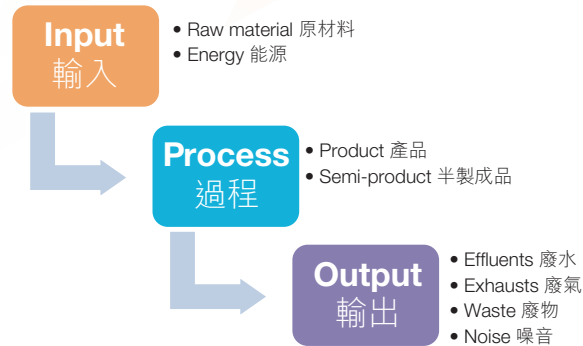 Input
輸入
• Raw material 原材料
• Energy 能源
Process
過程
• Product 產品
• Semi-product 半製成品
Output
輸出
• Effluents 廢水
• Exhausts 廢氣
• Waste 廢物
• Noise 噪音